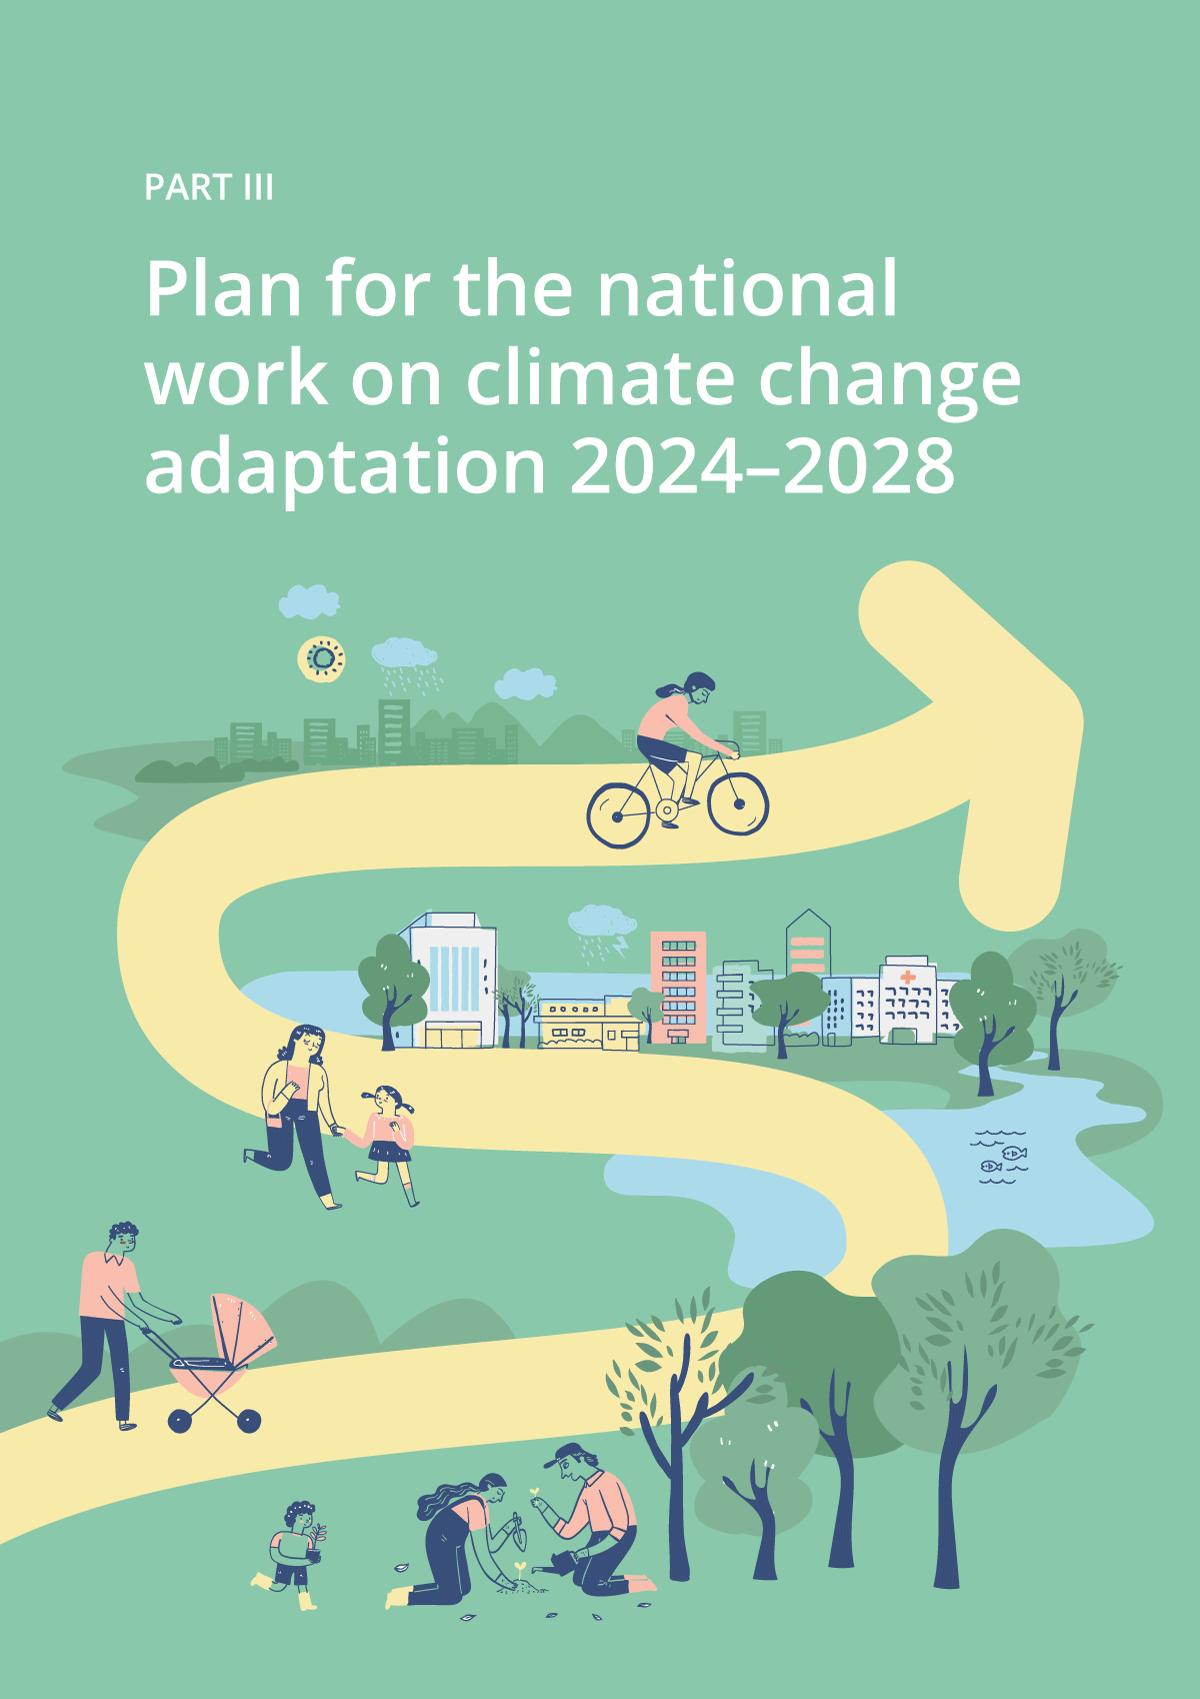 PART III
Plan for the national
work on climate change
adaptation 2024–2028